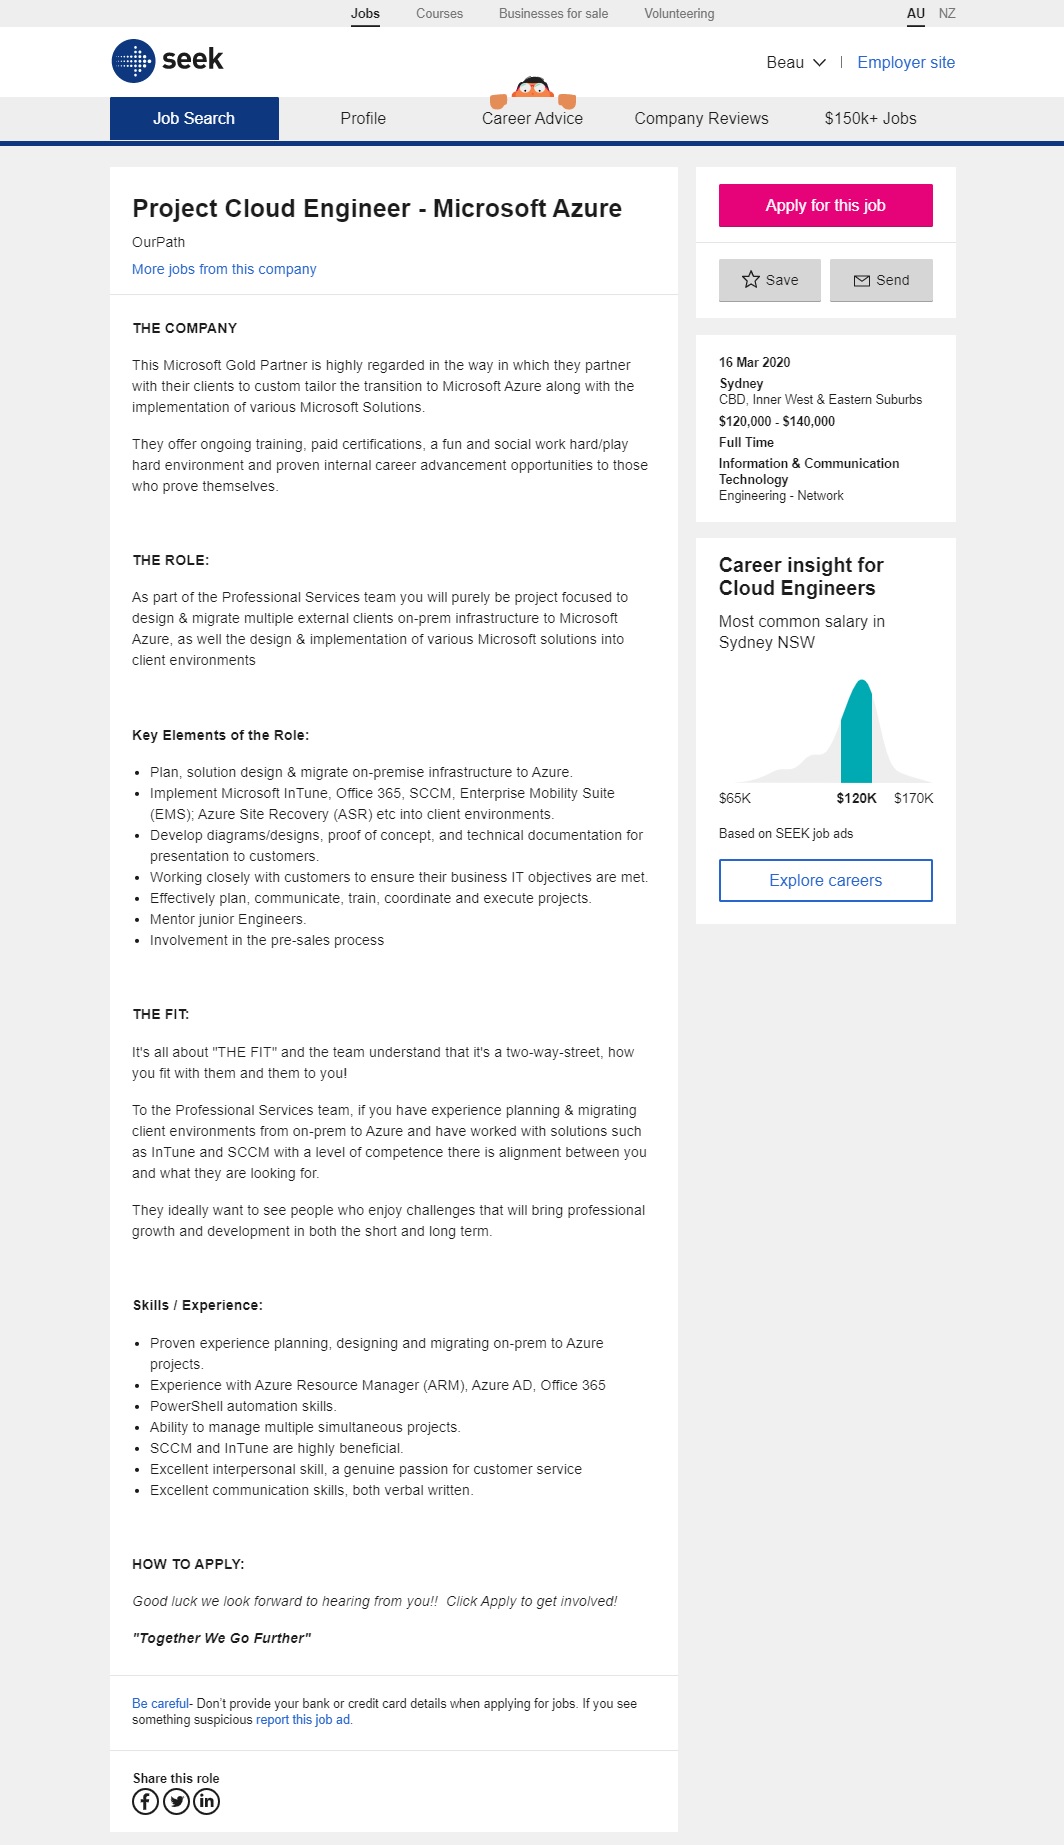 Jobs Courses Businesses for sale Volunteering AU NZ
seek
Beau | Employer site
Job Search Profile Career Advice Company Reviews $150k+ Jobs
Project Cloud Engineer - Microsoft Azure
OurPath
More jobs from this company
THE COMPANY
This Microsoft Gold Partner is highly regarded in the way in which they partner
with their clients to custom tailor the transition to Microsoft Azure along with the
implementation of various Microsoft Solutions.
They offer ongoing training, paid certifications, a fun and social work hard/play
hard environment and proven internal career advancement opportunities to those
who prove themselves.
THE ROLE:
As part of the Professional Services team you will purely be project focused to
design & migrate multiple external clients on-prem infrastructure to Microsoft
Azure, as well the design & implementation of various Microsoft solutions into
client environments
Key Elements of the Role:
• Plan, solution design & migrate on-premise infrastructure to Azure.
• Implement Microsoft InTune, Office 365, SCCM, Enterprise Mobility Suite
(EMS); Azure Site Recovery (ASR) etc into client environments.
• Develop diagrams/designs, proof of concept, and technical documentation for
presentation to customers.
• Working closely with customers to ensure their business IT objectives are met.
• Effectively plan, communicate, train, coordinate and execute projects.
• Mentor junior Engineers.
• Involvement in the pre-sales process
THE FIT:
It's all about "THE FIT" and the team understand that it's a two-way-street, how
you fit with them and them to you!
To the Professional Services team, if you have experience planning & migrating
client environments from on-prem to Azure and have worked with solutions such
as InTune and SCCM with a level of competence there is alignment between you
and what they are looking for.
They ideally want to see people who enjoy challenges that will bring professional
growth and development in both the short and long term.
Skills / Experience:
• Proven experience planning, designing and migrating on-prem to Azure
projects.
• Experience with Azure Resource Manager (ARM), Azure AD, Office 365
• PowerShell automation skills.
• Ability to manage multiple simultaneous projects.
• SCCM and InTune are highly beneficial.
• Excellent interpersonal skill, a genuine passion for customer service
• Excellent communication skills, both verbal written.
HOW TO APPLY:
Good luck we look forward to hearing from you!! Click Apply to get involved!
"Together We Go Further"
Be careful- Don't provide your bank or credit card details when applying for jobs. If you see
something suspicious report this job ad.
Share this role
Apply for this job
Save Send
16 Mar 2020
Sydney
CBD, Inner West & Eastern Suburbs
$120,000 - $140,000
Full Time
Information & Communication
Technology
Engineering - Network
Career insight for
Cloud Engineers
Most common salary in
Sydney NSW
$65K $120K $170K
Based on SEEK job ads
Explore careers